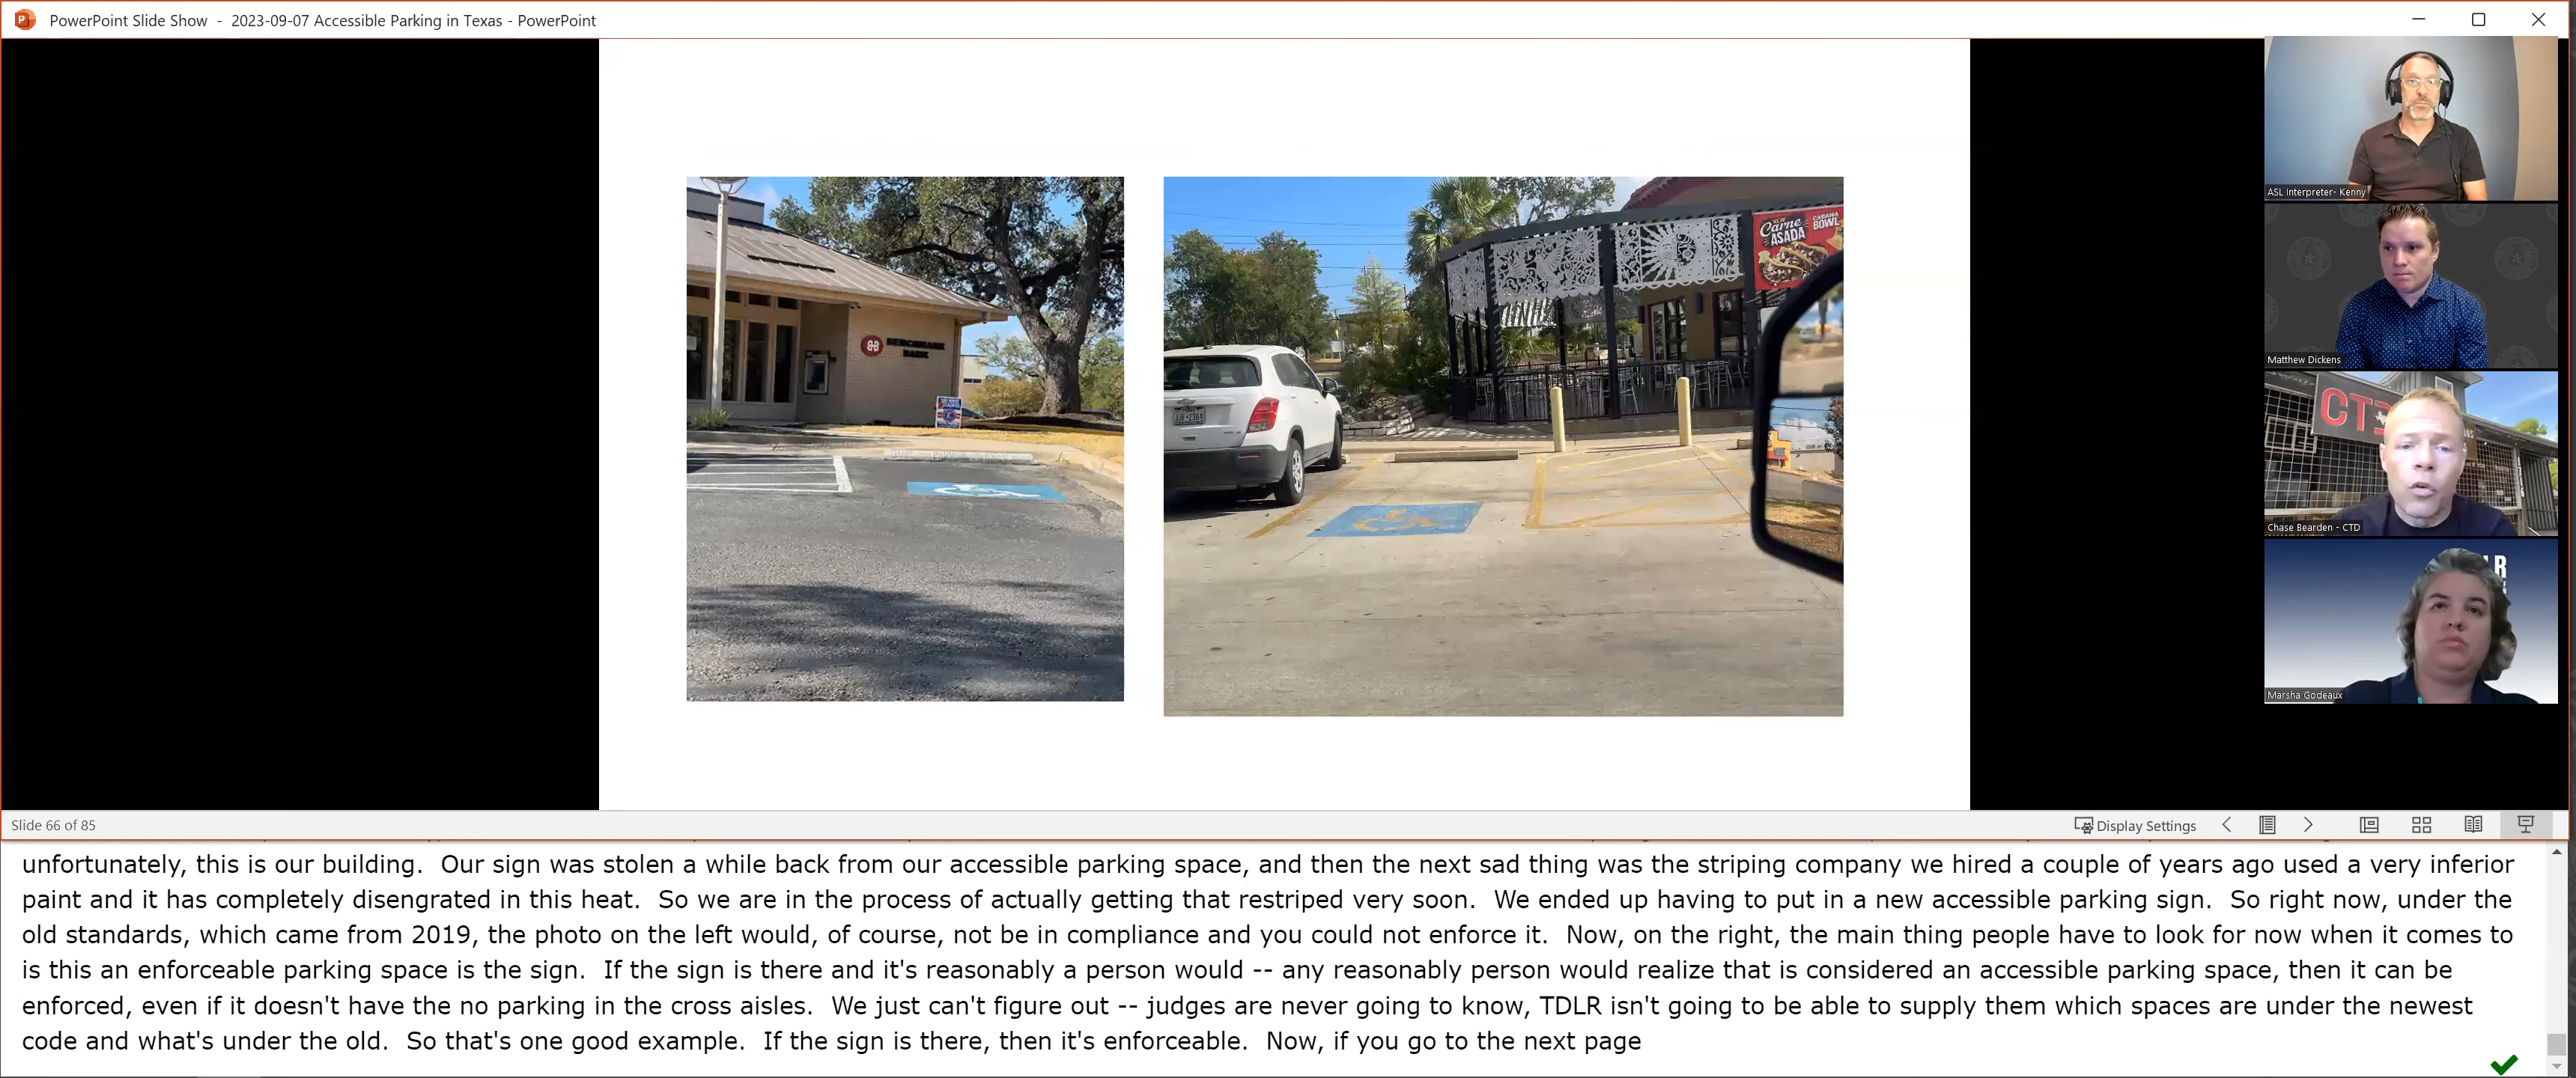 PowerPoint Slide Show - 2023-09-07 Accessible Parking in Texas - PowerPoint
ASL Interpreter- Kenny
Matthew Dickens
CTD
Chase Bearden - CTD
LR
Marsha Godeaux
BENCHMARK
BANK
Carne
ASADA
CABANA
BOWL
Slide 66 of 85
Display Settings
unfortunately, this is our building. Our sign was stolen a while back from our accessible parking space, and then the next sad thing was the striping company we hired a couple of years ago used a very inferior
paint and it has completely disengrated in this heat. So we are in the process of actually getting that restriped very soon. We ended up having to put in a new accessible parking sign. So right now, under the
old standards, which came from 2019, the photo on the left would, of course, not be in compliance and you could not enforce it. Now, on the right, the main thing people have to look for now when it comes to
is this an enforceable parking space is the sign. If the sign is there and it's reasonably a person would -- any reasonably person would realize that is considered an accessible parking space, then it can be
enforced, even if it doesn't have the no parking in the cross aisles. We just can't figure out -- judges are never going to know, TDLR isn't going to be able to supply them which spaces are under the newest
code and what's under the old. So that's one good example. If the sign is there, then it's enforceable. Now, if you go to the next page